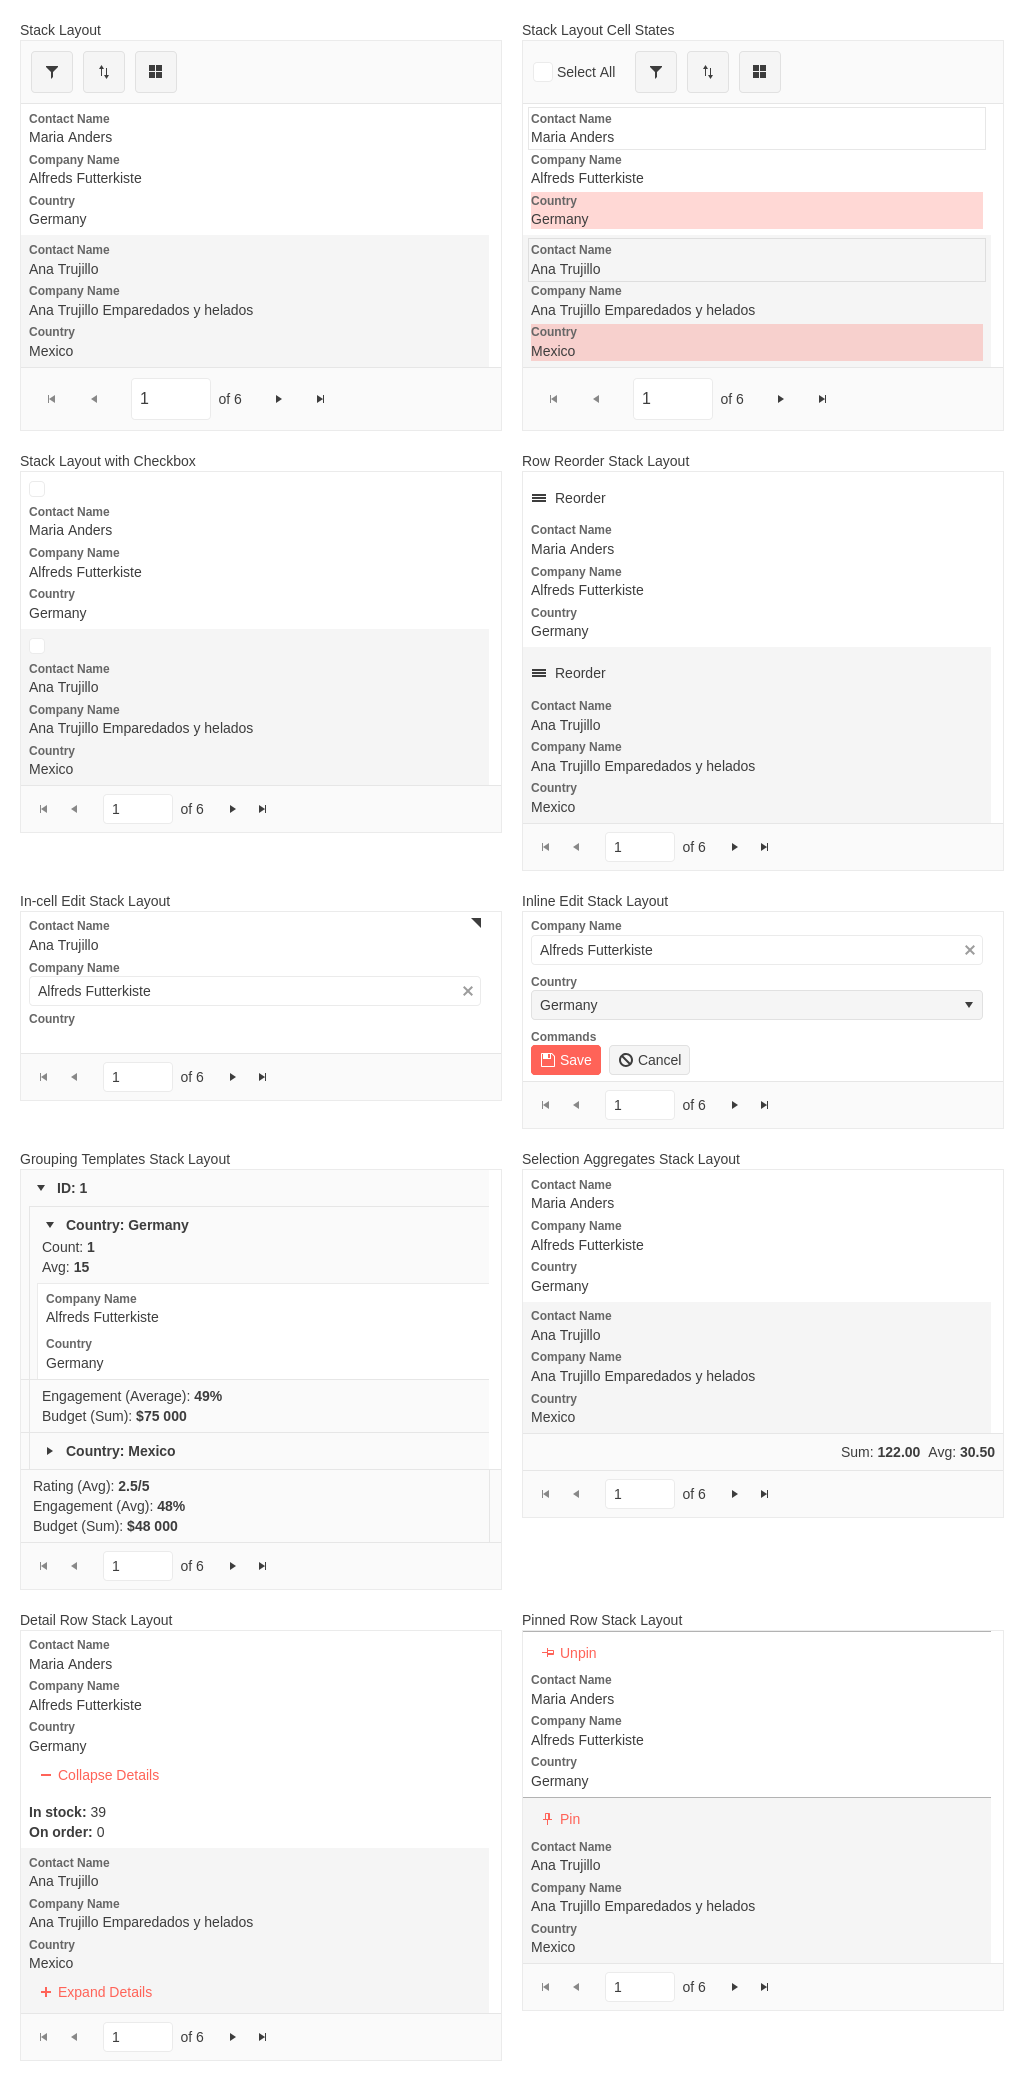 Stack Layout
Contact Name
Maria Anders
Company Name
Alfreds Futterkiste
Country
Germany
Contact Name
Ana Trujillo
Company Name
Ana Trujillo Emparedados y helados
Country
Mexico
1 of 6
Stack Layout Cell States
Select All
Contact Name
Maria Anders
Company Name
Alfreds Futterkiste
Country
Germany
Contact Name
Ana Trujillo
Company Name
Ana Trujillo Emparedados y helados
Country
Mexico
1 of 6
Stack Layout with Checkbox
Contact Name
Maria Anders
Company Name
Alfreds Futterkiste
Country
Germany
Contact Name
Ana Trujillo
Company Name
Ana Trujillo Emparedados y helados
Country
Mexico
1 of 6
Row Reorder Stack Layout
Reorder
Contact Name
Maria Anders
Company Name
Alfreds Futterkiste
Country
Germany
Reorder
Contact Name
Ana Trujillo
Company Name
Ana Trujillo Emparedados y helados
Country
Mexico
1 of 6
In-cell Edit Stack Layout
Contact Name
Ana Trujillo
Company Name
Alfreds Futterkiste
Country
1 of 6
Inline Edit Stack Layout
Company Name
Alfreds Futterkiste
Country
Germany
Commands
Save Cancel
1 of 6
Grouping Templates Stack Layout
ID: 1
Country: Germany
Count: 1
Avg: 15
Company Name
Alfreds Futterkiste
Country
Germany
Engagement (Average): 49%
Budget (Sum): $75 000
Country: Mexico
Rating (Avg): 2.5/5
Engagement (Avg): 48%
Budget (Sum): $48 000
1 of 6
Selection Aggregates Stack Layout
Contact Name
Maria Anders
Company Name
Alfreds Futterkiste
Country
Germany
Contact Name
Ana Trujillo
Company Name
Ana Trujillo Emparedados y helados
Country
Mexico
Sum: 122.00 Avg: 30.50
1 of 6
Detail Row Stack Layout
Contact Name
Maria Anders
Company Name
Alfreds Futterkiste
Country
Germany
Collapse Details
In stock: 39
On order: 0
Contact Name
Ana Trujillo
Company Name
Ana Trujillo Emparedados y helados
Country
Mexico
Expand Details
1 of 6
Pinned Row Stack Layout
Unpin
Contact Name
Maria Anders
Company Name
Alfreds Futterkiste
Country
Germany
Pin
Contact Name
Ana Trujillo
Company Name
Ana Trujillo Emparedados y helados
Country
Mexico
1 of 6